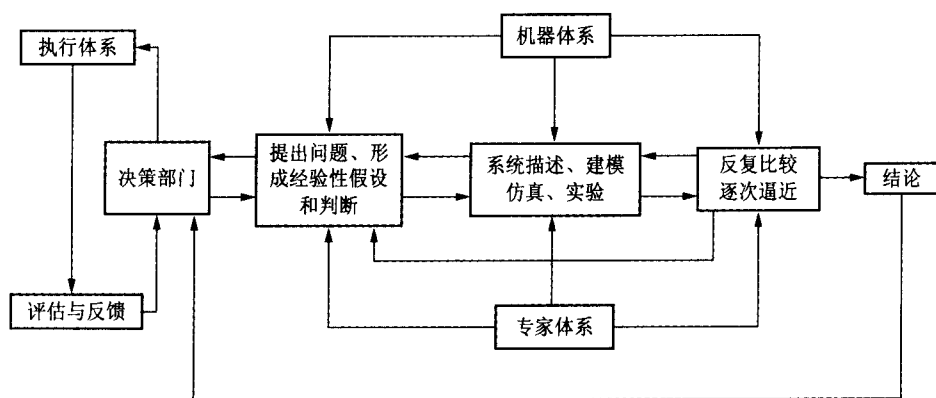 机器体系
执行体系
提出问题、形
成经验性假设
和判断
系统描述、建模
仿真、实验
反复比较
逐次逼近
决策部门
结论
评估与反馈
专家体系